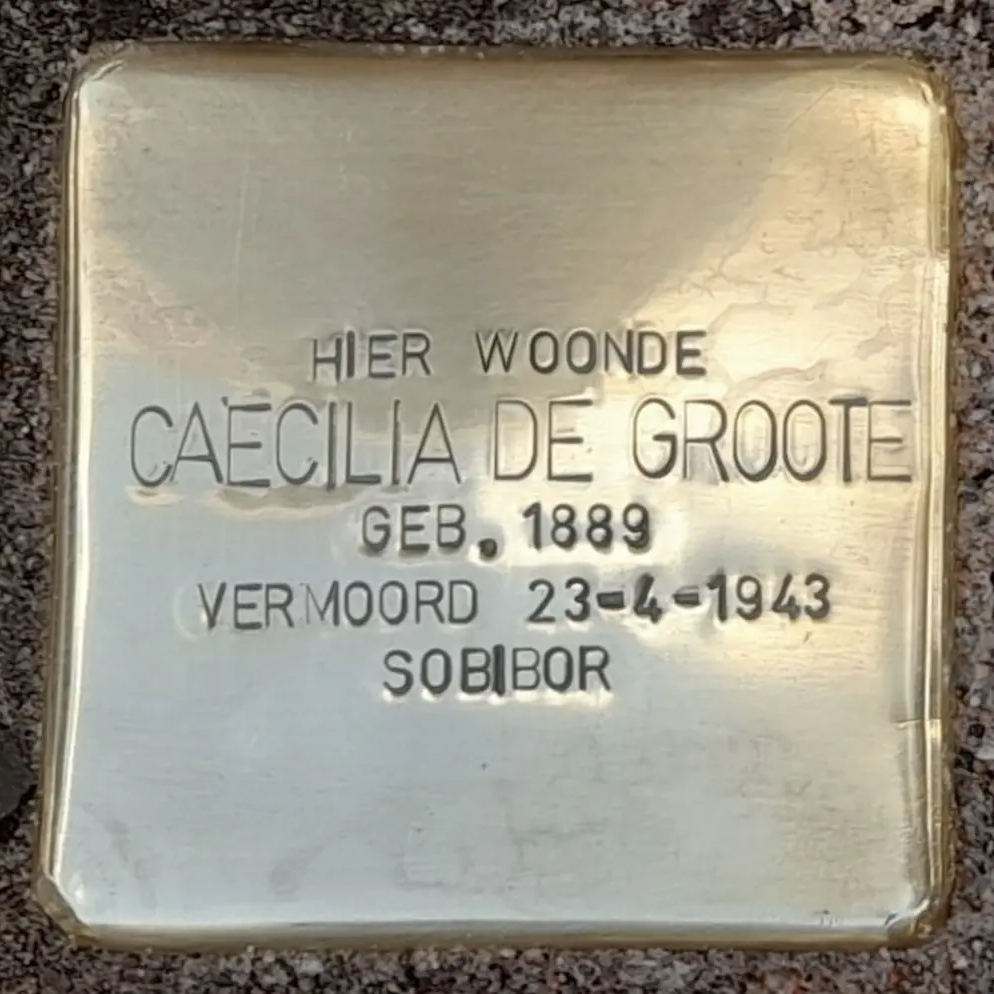 HIER WOONDE
CAECILIA DE GROOTE
GEB. 1889
VERMOORD 23-4-1943
SOBIBOR